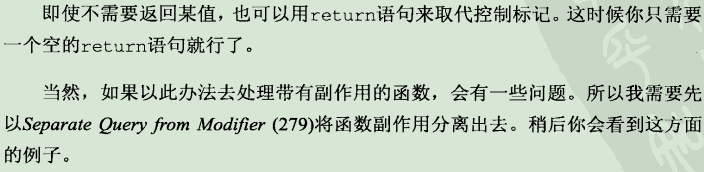 即使不需要返回某值，也可以用return语句来取代控制标记。这时候你只需要
一个空的return语句就行了。
当然，如果以此办法去处理带有副作用的函数，会有一些问题。所以我需要先
以Separate Query from Modifier (279)将函数副作用分离出去。稍后你会看到这方面
的例子。